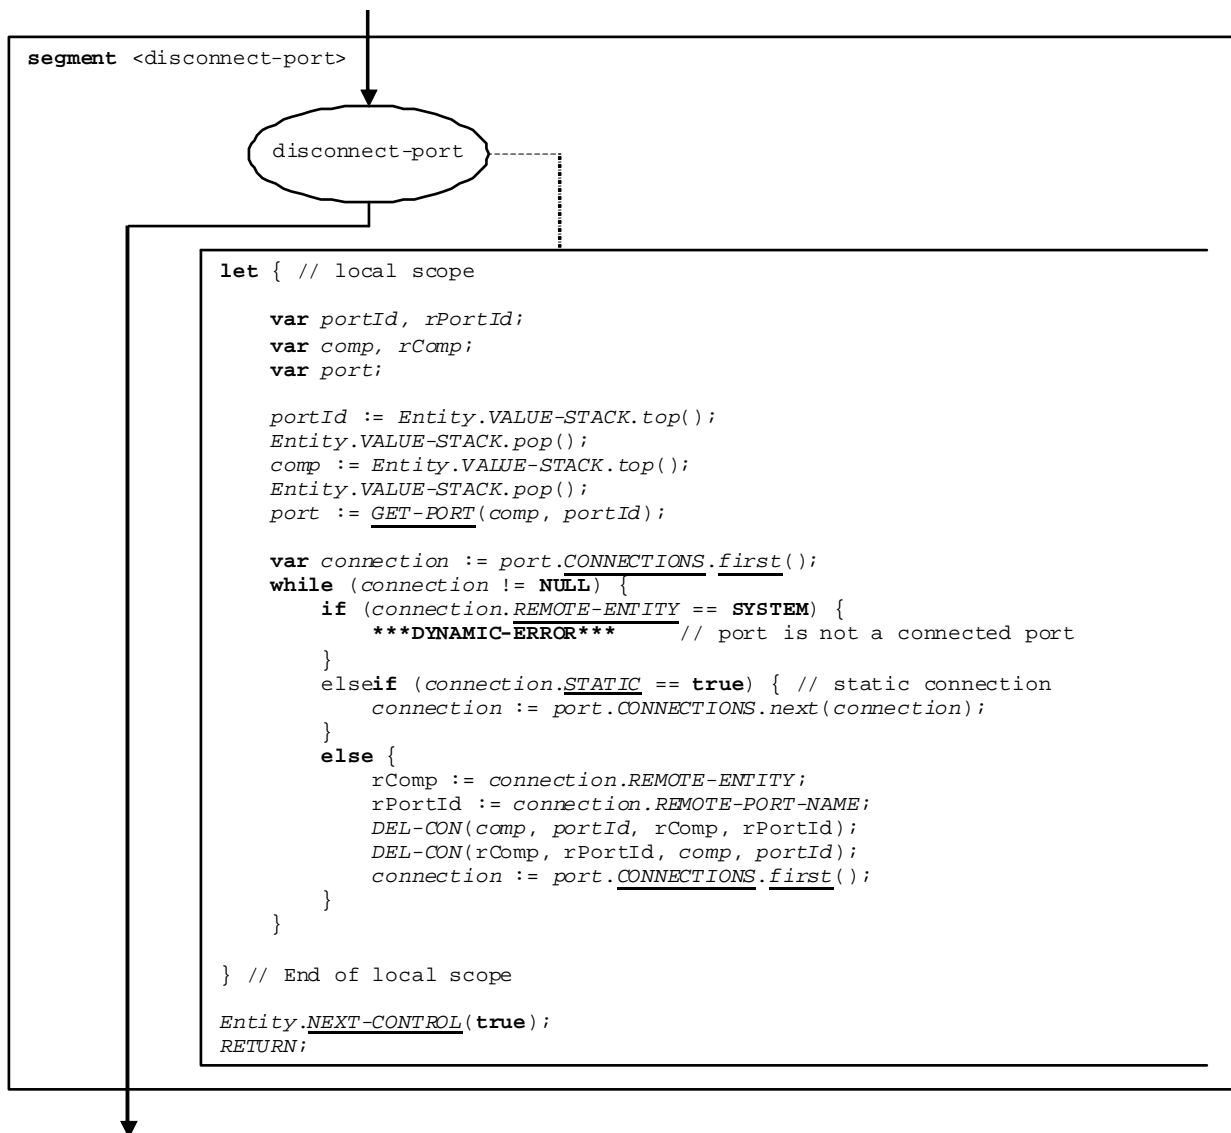 segment <disconnect-port>
disconnect-port
let { // local scope
var portId, rPortId;
var comp, rComp;
var port;
portId := Entity.VALUE-STACK.top();
Entity.VALUE-STACK.pop();
comp := Entity.VALUE-STACK.top();
Entity.VALUE-STACK.pop();
port := GET-PORT(comp, portId);
var connection := port.CONNECTIONS.first();
while (connection != NULL) {
if (connection.REMOTE-ENTITY == SYSTEM) {
***DYNAMIC-ERROR*** // port is not a connected port
}
elseif (connection.STATIC == true) { // static connection
connection := port.CONNECTIONS.next(connection);
}
else {
rComp := connection.REMOTE-ENTITY;
rPortId := connection.REMOTE-PORT-NAME;
DEL-CON(comp, portId, rComp, rPortId);
DEL-CON(rComp, rPortId, comp, portId);
connection := port.CONNECTIONS.first();
}
}
} // End of local scope
Entity.NEXT-CONTROL(true);
RETURN;